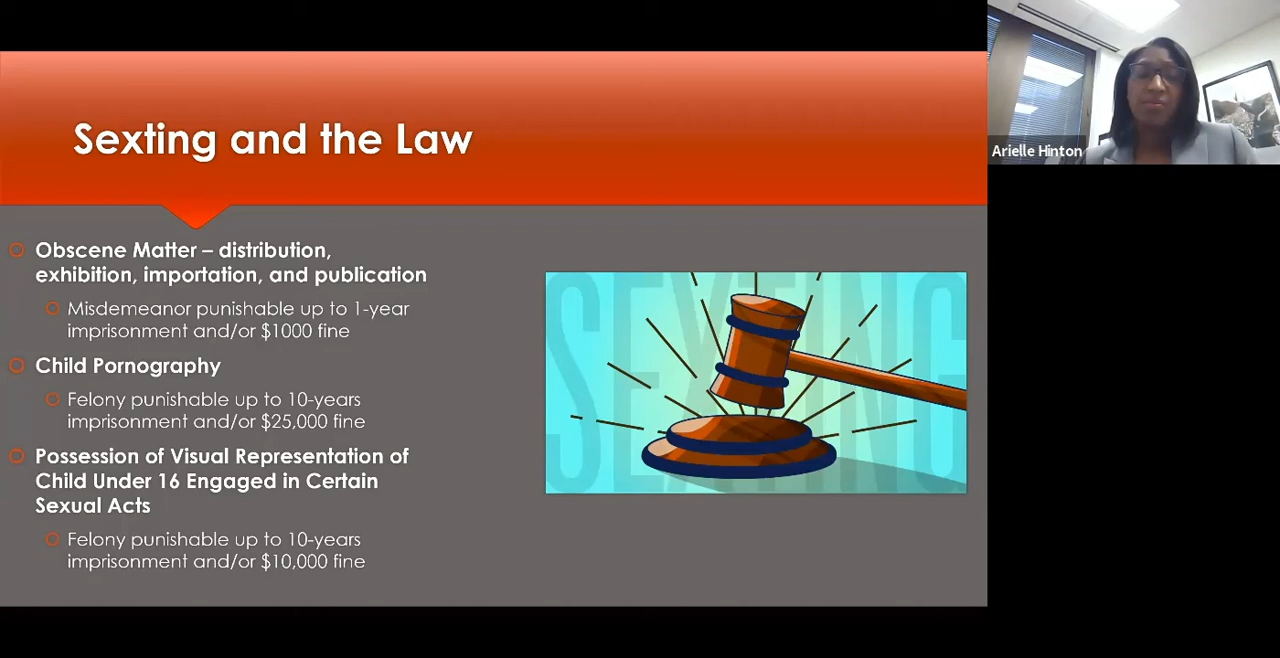 Sexting and the Law
Obscene Matter – distribution,
exhibition, importation, and publication
Misdemeanor punishable up to 1-year
imprisonment and/or $1000 fine
Child Pornography
Felony punishable up to 10-years
imprisonment and/or $25,000 fine
Possession of Visual Representation of
Child Under 16 Engaged in Certain
Sexual Acts
Felony punishable up to 10-years
imprisonment and/or $10,000 fine
SEXTING
Arielle Hinton